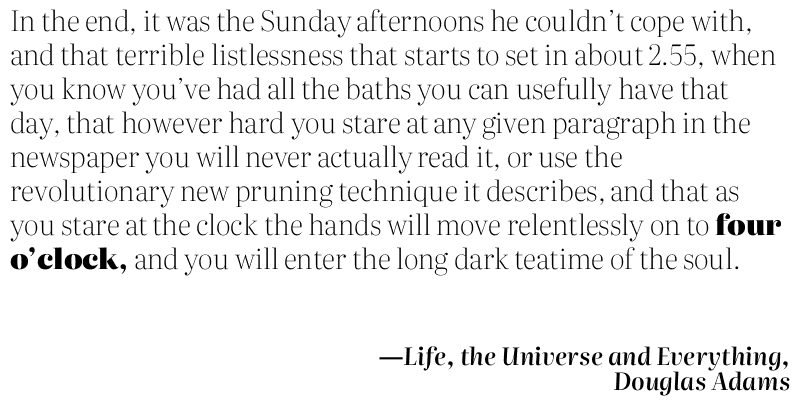 In the end, it was the Sunday afternoons he couldn’t cope with,
and that terrible listlessness that starts to set in about 2.55, when
you know you’ve had all the baths you can usefully have that
day, that however hard you stare at any given paragraph in the
newspaper you will never actually read it, or use the
revolutionary new pruning technique it describes, and that as
you stare at the clock the hands will move relentlessly on to four
o’clock, and you will enter the long dark teatime of the soul.
—Life, the Universe and Everything,
Douglas Adams